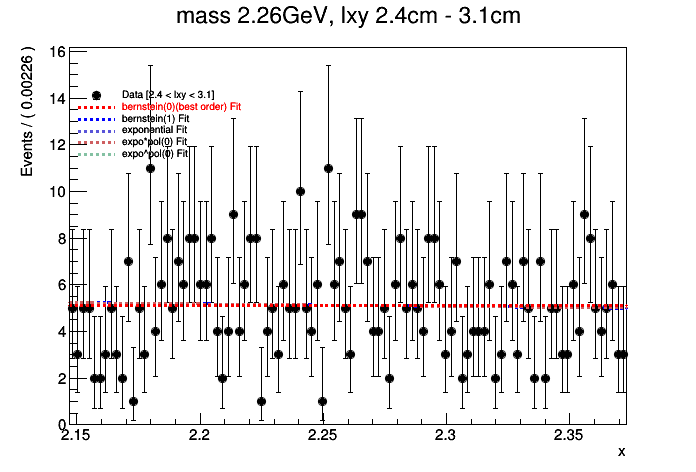 mass 2.26GeV, lxy 2.4cm - 3.1cm
Events / ( 0.00226 )
16
14
12
10
8
6
4
2
0
Data [2.4 < lxy < 3.1]
bernstein(0)(best order) Fit
bernstein(1) Fit
exponential Fit
expo*pol(0) Fit
expo^pol(0) Fit
2.15 2.2 2.25 2.3 2.35
x